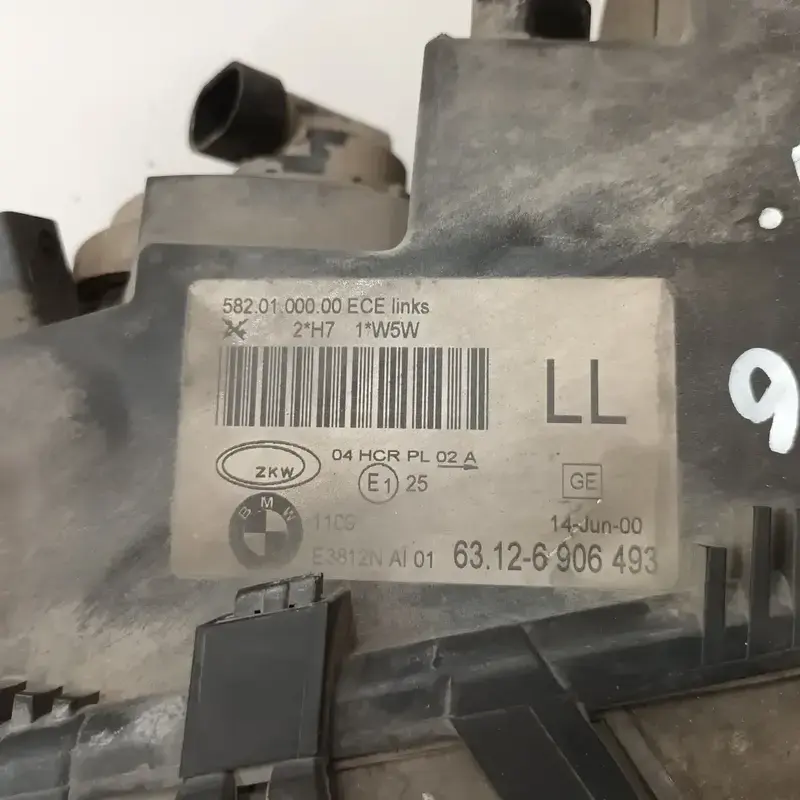 582.01.000.00 ECE links
2*H7 1*W5W
LL
ZKW
04 HCR PL 02 A
E1 25
GE
BMW
14-Jun-00
E3812N AI 01 63.12-6 906 493
9